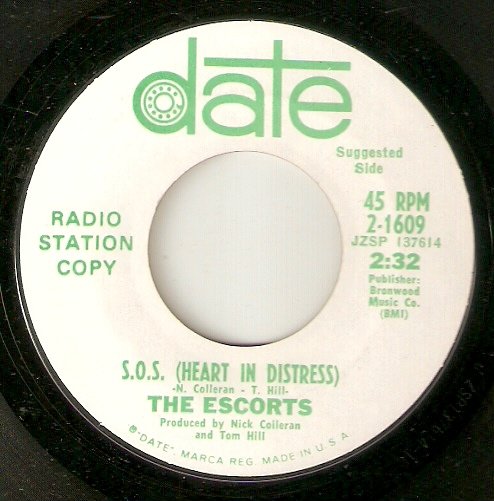 date
Suggested
Side
RADIO
STATION
COPY
45 RPM
2-1609
JZSP 137614
2:32
Publisher:
Bronwood
Music Co.
(BMI)
S.O.S. (HEART IN DISTRESS)
-N. Colleran - T. Hill-
THE ESCORTS
Produced by Nick Colleran
and Tom Hill
®-DATE", MARCA REG. MADE IN U.S.A.